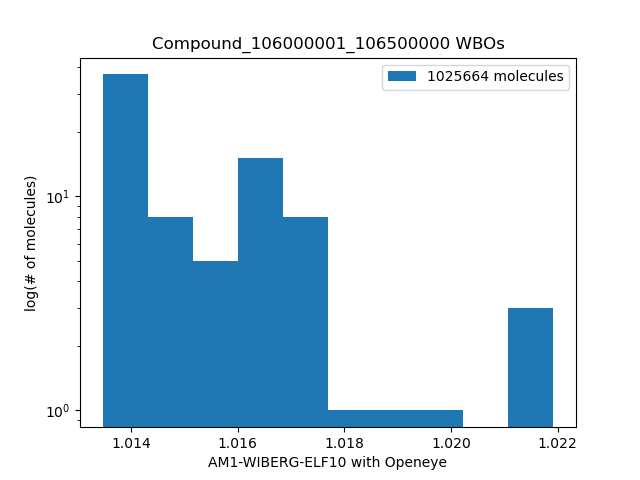 Compound_106000001_106500000 WBOs
1025664 molecules
log(# of molecules)
10^1
10^0
1.014 1.016 1.018 1.020 1.022
AM1-WIBERG-ELF10 with Openeye